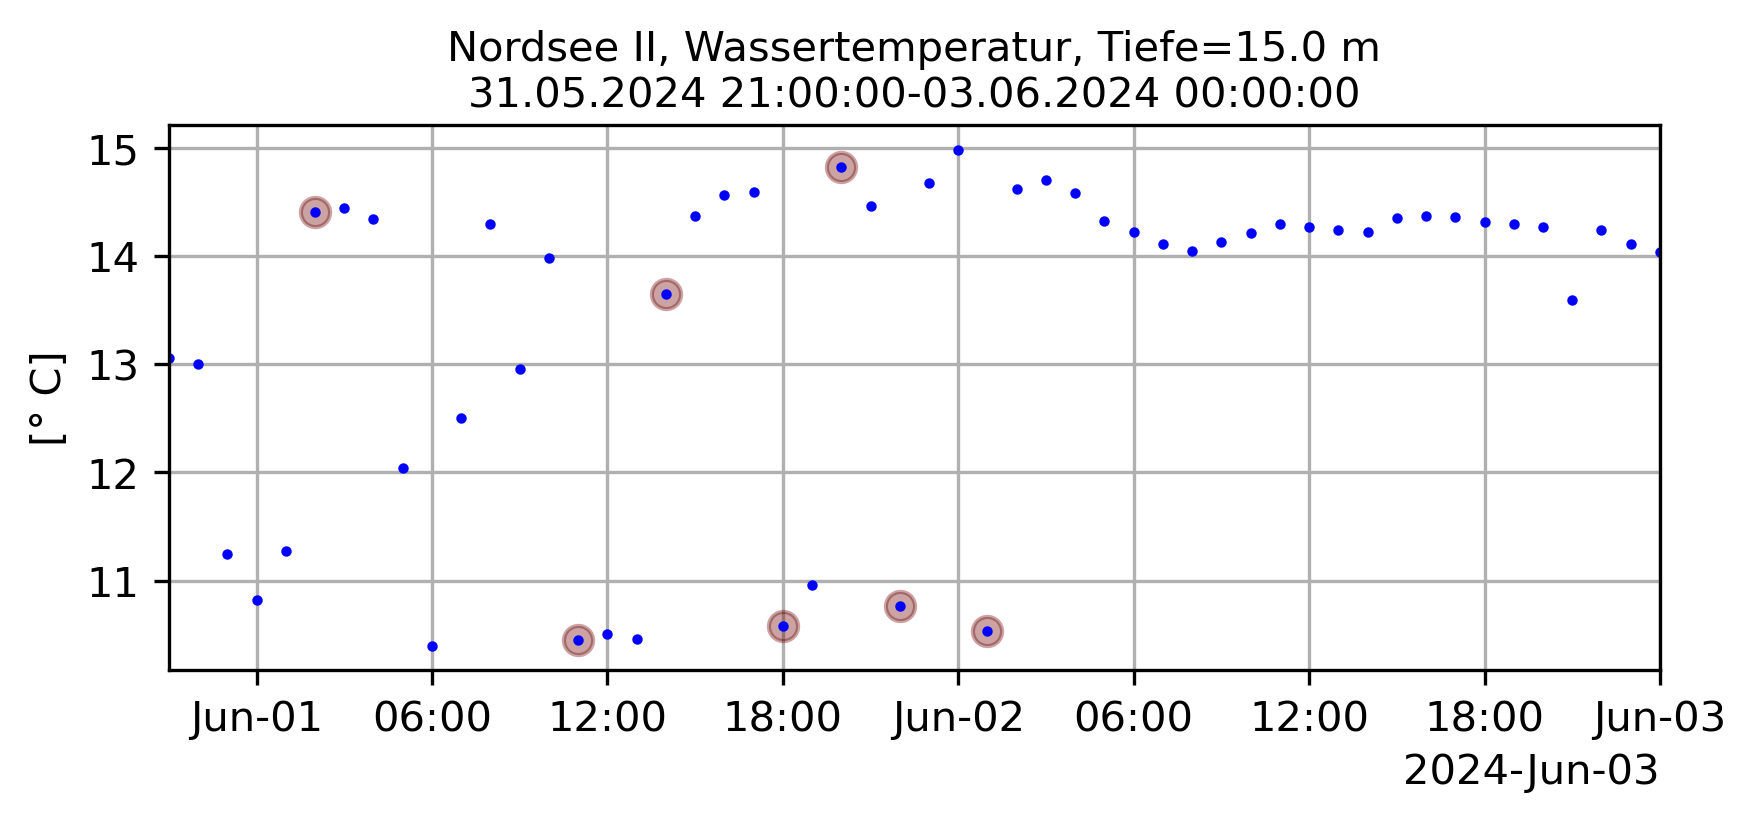 Nordsee II, Wassertemperatur, Tiefe=15.0 m
31.05.2024 21:00:00-03.06.2024 00:00:00
15
14
13
12
11
[° C]
Jun-01 06:00 12:00 18:00 Jun-02 06:00 12:00 18:00 Jun-03
2024-Jun-03